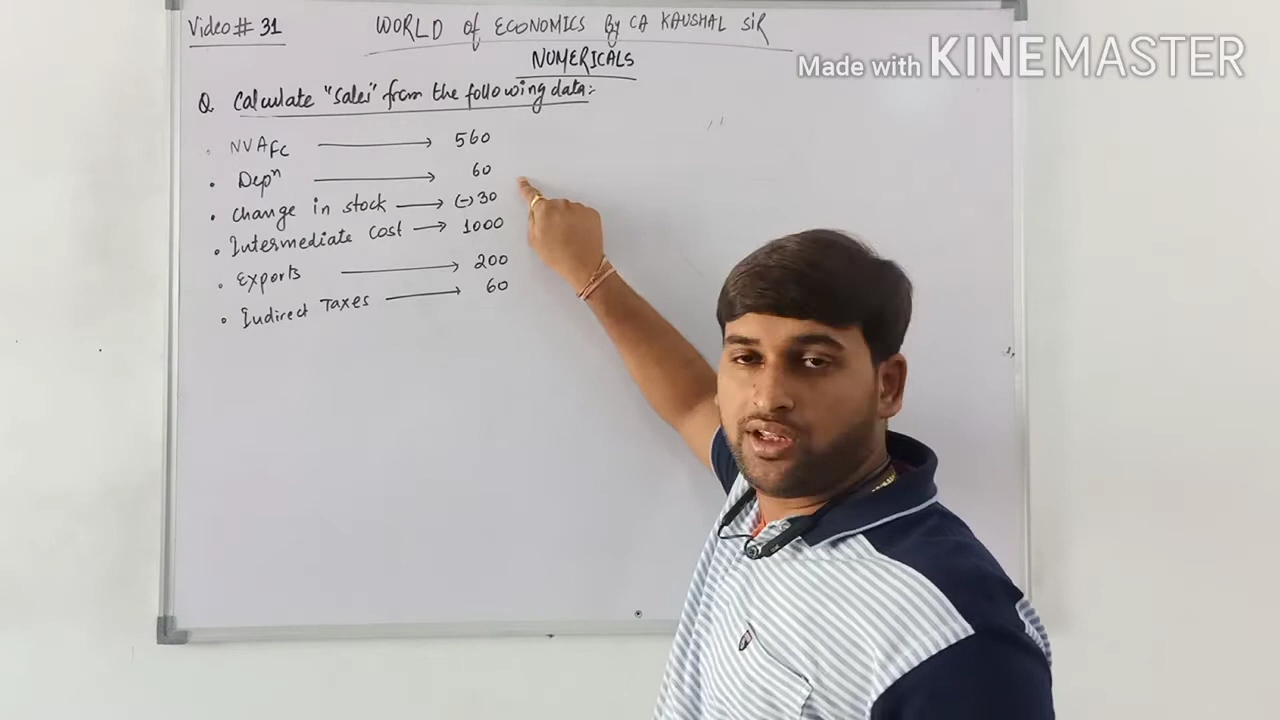 Video# 31
WORLD of ECONOMICS By CA KAUSHAL SIR
Made with KINEMASTER
NUMERICALS
Q Calculate "Sales" from the following data:-
• NVAFC → 560
• Depⁿ → 60
• Change in stock → (-) 30
• Intermediate Cost → 1000
• Exports → 200
• Indirect Taxes → 60